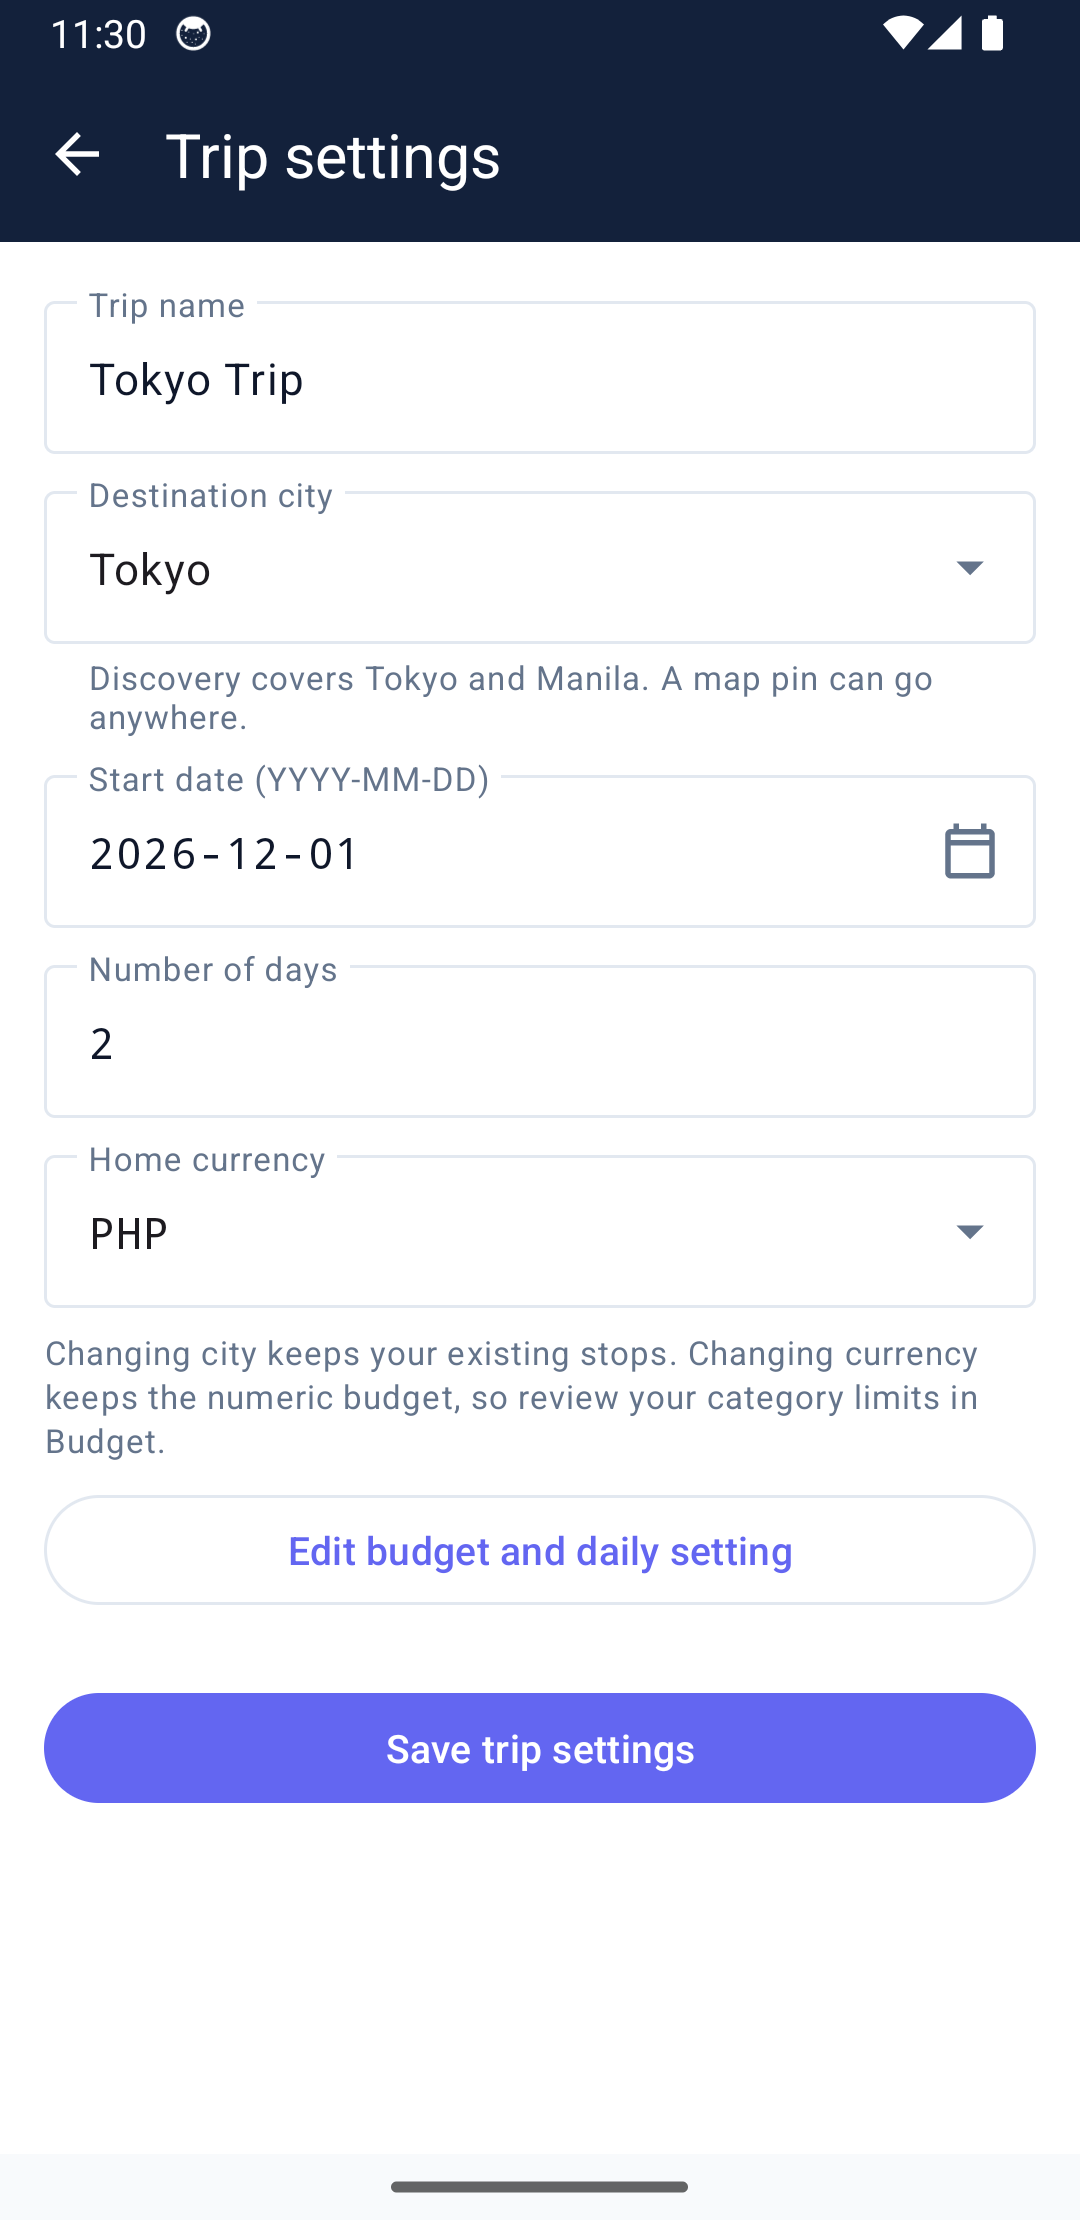 11:30
Trip settings
Trip name
Tokyo Trip
Destination city
Tokyo
Discovery covers Tokyo and Manila. A map pin can go
anywhere.
Start date (YYYY-MM-DD)
2026-12-01
Number of days
2
Home currency
PHP
Changing city keeps your existing stops. Changing currency
keeps the numeric budget, so review your category limits in
Budget.
Edit budget and daily setting
Save trip settings